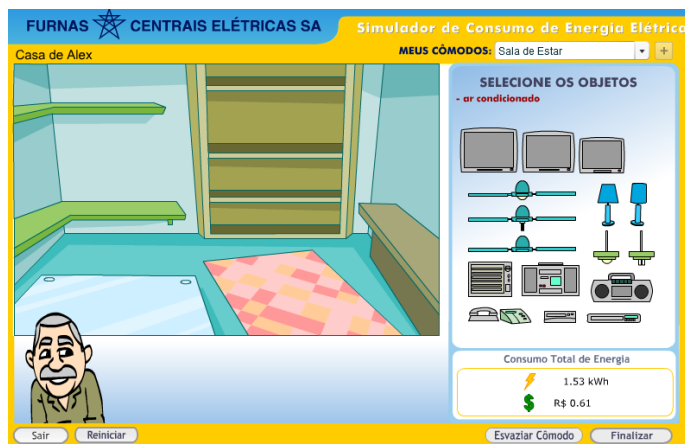 FURNAS CENTRAIS ELÉTRICAS SA
Simulador de Consumo de Energia Elétrica
Casa de Alex
MEUS CÔMODOS: Sala de Estar
+
SELECIONE OS OBJETOS
- ar condicionado
Consumo Total de Energia
1.53 kWh
$ R$ 0.61
Sair
Reiniciar
Esvaziar Cômodo
Finalizar